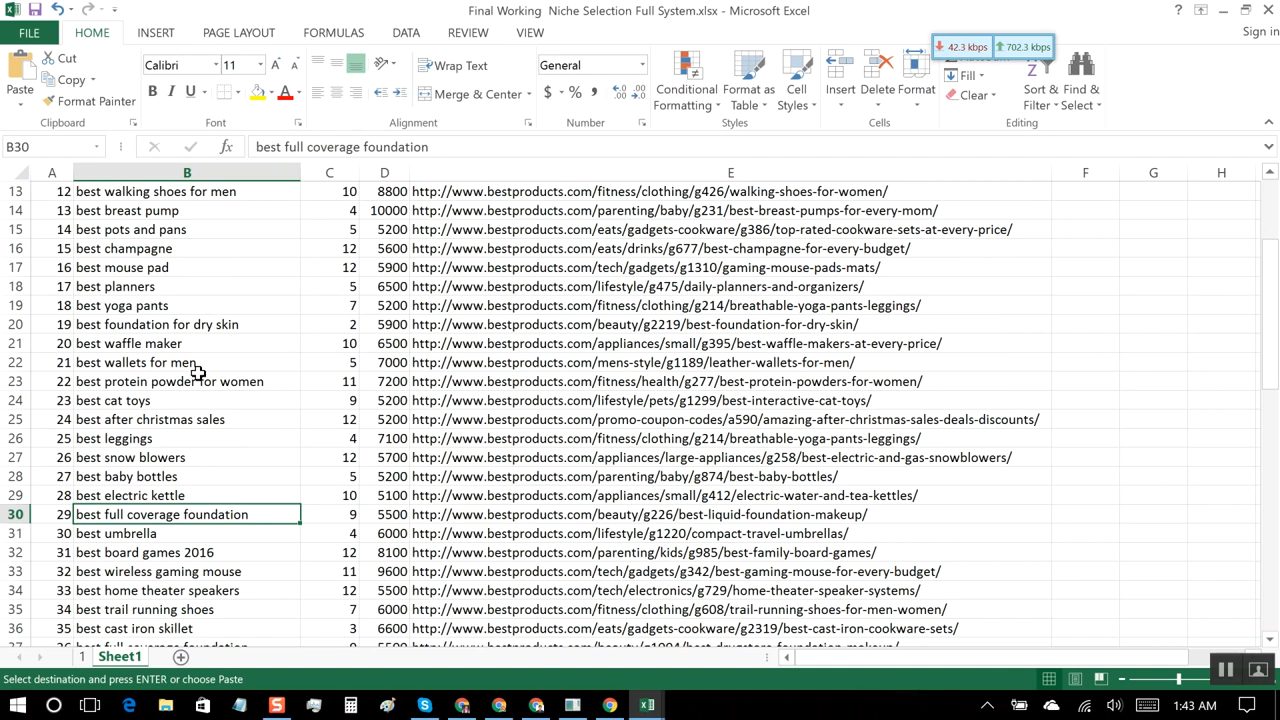 Final Working Niche Selection Full System.xlsx - Microsoft Excel
FILE HOME INSERT PAGE LAYOUT FORMULAS DATA REVIEW VIEW Sign in
42.3 kbps 702.3 kbps
Paste Cut Copy Format Painter Clipboard
Calibri 11 B I U A Font
Wrap Text Merge & Center Alignment
General $ % , Number
Conditional Formatting Format as Table Cell Styles Styles
Insert Delete Format Cells
Fill Clear Sort & Filter Find & Select Editing
B30 fx best full coverage foundation
A B C D E F G H
13 12 best walking shoes for men 10 8800 http://www.bestproducts.com/fitness/clothing/g426/walking-shoes-for-women/
14 13 best breast pump 4 10000 http://www.bestproducts.com/parenting/baby/g231/best-breast-pumps-for-every-mom/
15 14 best pots and pans 5 5200 http://www.bestproducts.com/eats/gadgets-cookware/g386/top-rated-cookware-sets-at-every-price/
16 15 best champagne 12 5600 http://www.bestproducts.com/eats/drinks/g677/best-champagne-for-every-budget/
17 16 best mouse pad 12 5900 http://www.bestproducts.com/tech/gadgets/g1310/gaming-mouse-pads-mats/
18 17 best planners 5 6500 http://www.bestproducts.com/lifestyle/g475/daily-planners-and-organizers/
19 18 best yoga pants 7 5200 http://www.bestproducts.com/fitness/clothing/g214/breathable-yoga-pants-leggings/
20 19 best foundation for dry skin 2 5900 http://www.bestproducts.com/beauty/g2219/best-foundation-for-dry-skin/
21 20 best waffle maker 10 6500 http://www.bestproducts.com/appliances/small/g395/best-waffle-makers-at-every-price/
22 21 best wallets for men 5 7000 http://www.bestproducts.com/mens-style/g1189/leather-wallets-for-men/
23 22 best protein powder for women 11 7200 http://www.bestproducts.com/fitness/health/g277/best-protein-powders-for-women/
24 23 best cat toys 9 5200 http://www.bestproducts.com/lifestyle/pets/g1299/best-interactive-cat-toys/
25 24 best after christmas sales 12 5200 http://www.bestproducts.com/promo-coupon-codes/a590/amazing-after-christmas-sales-deals-discounts/
26 25 best leggings 4 7100 http://www.bestproducts.com/fitness/clothing/g214/breathable-yoga-pants-leggings/
27 26 best snow blowers 12 5700 http://www.bestproducts.com/appliances/large-appliances/g258/best-electric-and-gas-snowblowers/
28 27 best baby bottles 5 5200 http://www.bestproducts.com/parenting/baby/g874/best-baby-bottles/
29 28 best electric kettle 10 5100 http://www.bestproducts.com/appliances/small/g412/electric-water-and-tea-kettles/
30 29 best full coverage foundation 9 5500 http://www.bestproducts.com/beauty/g226/best-liquid-foundation-makeup/
31 30 best umbrella 4 6000 http://www.bestproducts.com/lifestyle/g1220/compact-travel-umbrellas/
32 31 best board games 2016 12 8100 http://www.bestproducts.com/parenting/kids/g985/best-family-board-games/
33 32 best wireless gaming mouse 11 9600 http://www.bestproducts.com/tech/gadgets/g342/best-gaming-mouse-for-every-budget/
34 33 best home theater speakers 12 5500 http://www.bestproducts.com/tech/electronics/g729/home-theater-speaker-systems/
35 34 best trail running shoes 7 6000 http://www.bestproducts.com/fitness/clothing/g608/trail-running-shoes-for-men-women/
36 35 best cast iron skillet 3 6600 http://www.bestproducts.com/eats/gadgets-cookware/g2319/best-cast-iron-cookware-sets/
1 Sheet1
Select destination and press ENTER or choose Paste
1:43 AM